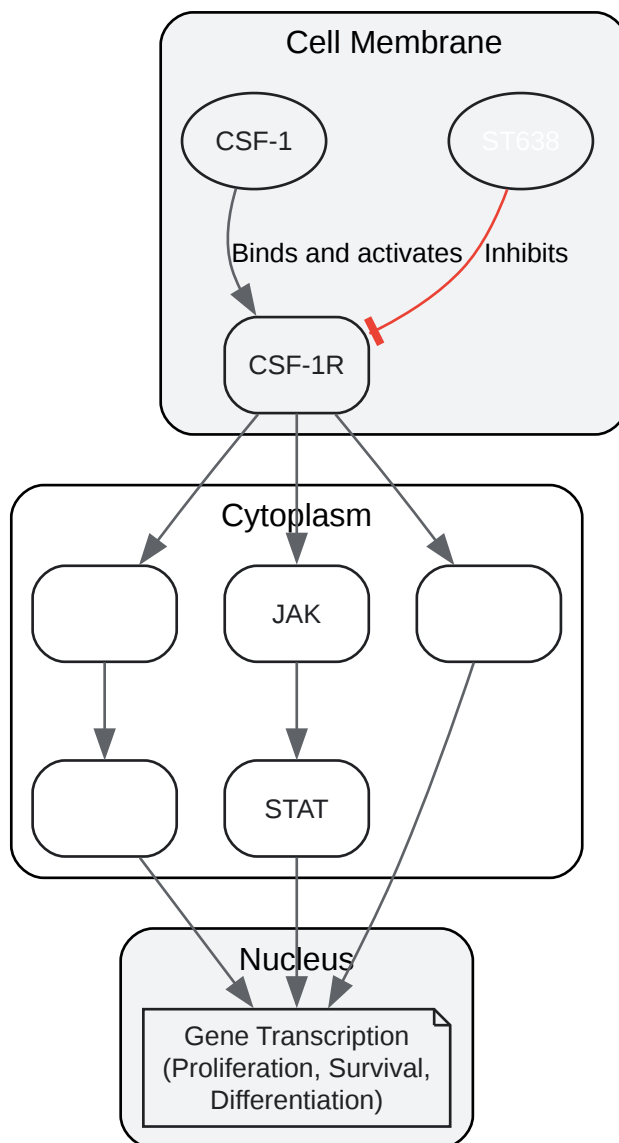 Cell Membrane
CSF-1
ST638
Binds and activates
Inhibits
CSF-1R
Cytoplasm
JAK
STAT
Nucleus
Gene Transcription
(Proliferation, Survival,
Differentiation)